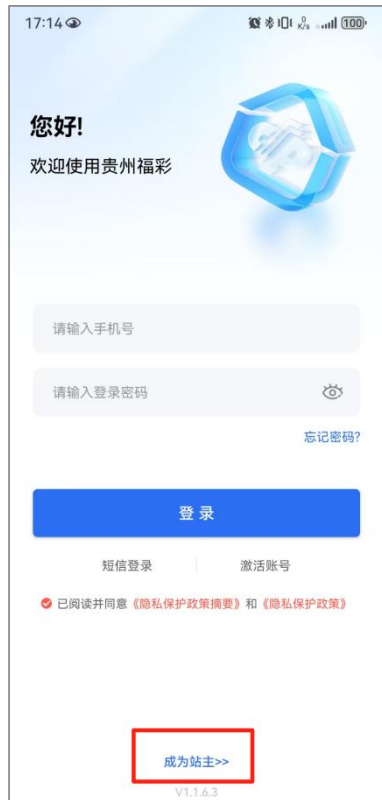 17:14 0 K/s 100
您好!
欢迎使用贵州福彩
请输入手机号
请输入登录密码
忘记密码?
登 录
短信登录 激活账号
已阅读并同意《隐私保护政策摘要》和《隐私保护政策》
成为站主>>
V1.1.6.3